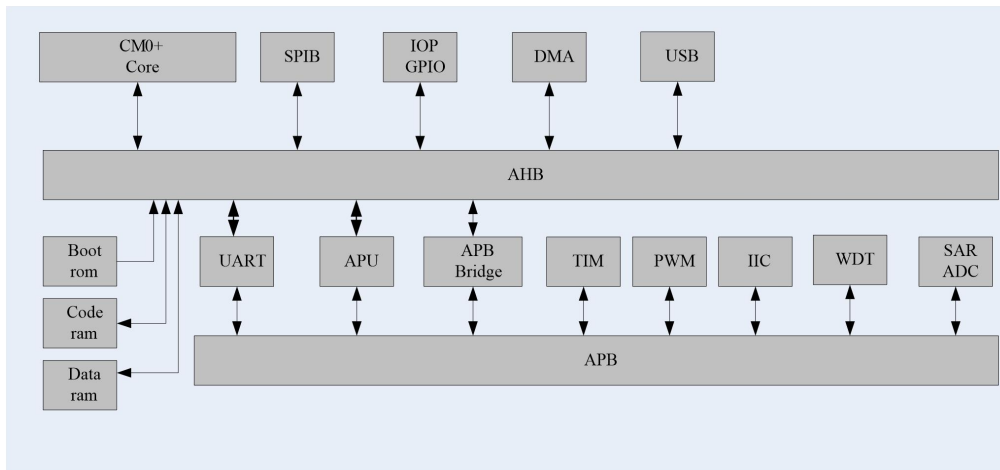 CM0+
Core
SPIB
IOP
GPIO
DMA
USB
AHB
Boot
rom
UART
APU
APB
Bridge
TIM
PWM
IIC
WDT
SAR
ADC
Code
ram
APB
Data
ram